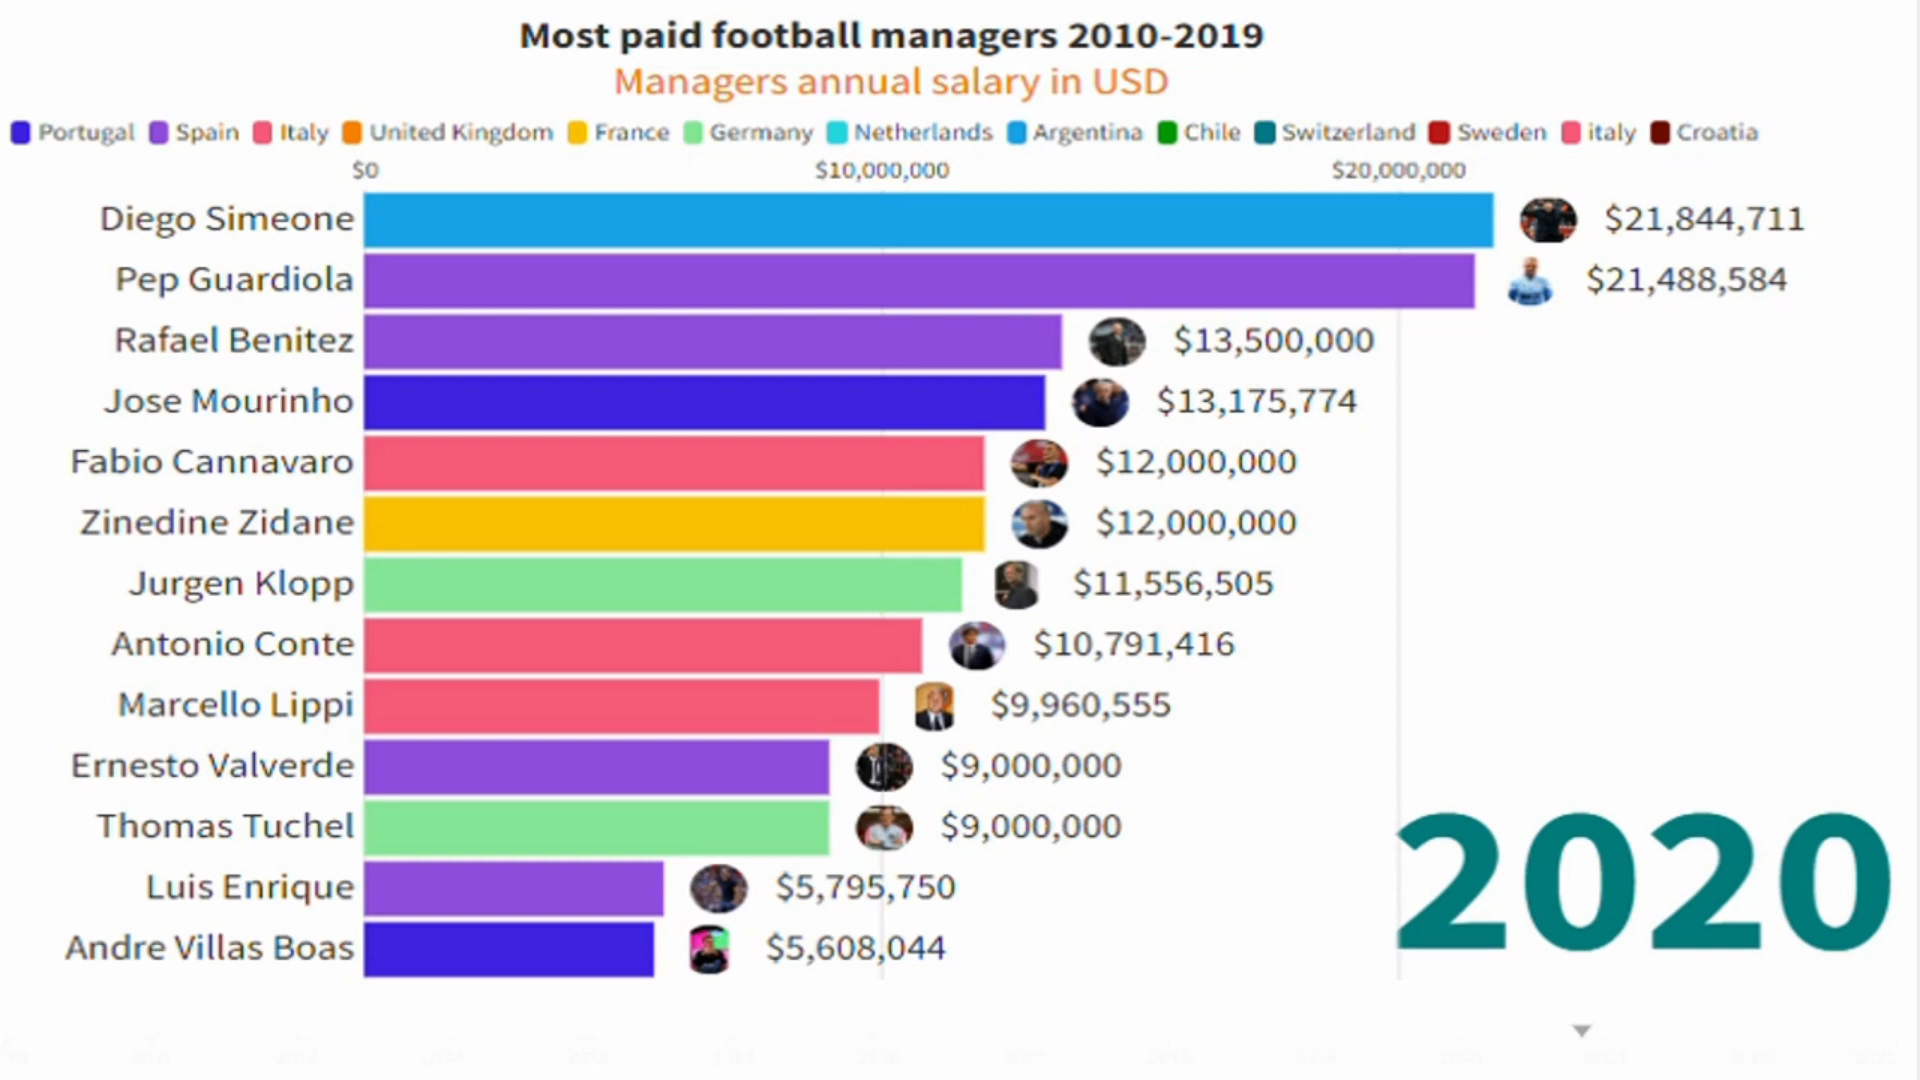 Most paid football managers 2010-2019
Managers annual salary in USD
Portugal Spain Italy United Kingdom France Germany Netherlands Argentina Chile Switzerland Sweden italy Croatia
$0 $10,000,000 $20,000,000
Diego Simeone $21,844,711
Pep Guardiola $21,488,584
Rafael Benitez $13,500,000
Jose Mourinho $13,175,774
Fabio Cannavaro $12,000,000
Zinedine Zidane $12,000,000
Jurgen Klopp $11,556,505
Antonio Conte $10,791,416
Marcello Lippi $9,960,555
Ernesto Valverde $9,000,000
Thomas Tuchel $9,000,000
Luis Enrique $5,795,750
Andre Villas Boas $5,608,044
2020